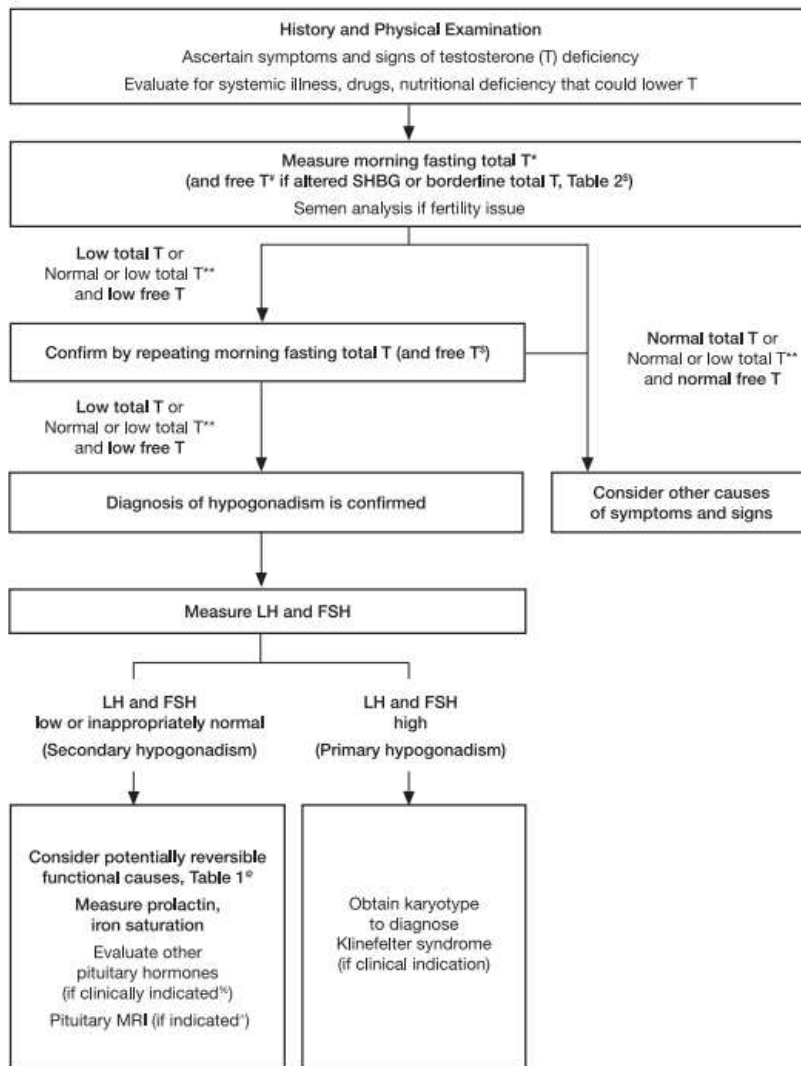 History and Physical Examination
Ascertain symptoms and signs of testosterone (T) deficiency
Evaluate for systemic illness, drugs, nutritional deficiency that could lower T
Measure morning fasting total T*
(and free T# if altered SHBG or borderline total T, Table 2$)
Semen analysis if fertility issue
Low total T or
Normal or low total T**
and low free T
Confirm by repeating morning fasting total T (and free T$)
Normal total T or
Normal or low total T**
and normal free T
Low total T or
Normal or low total T**
and low free T
Diagnosis of hypogonadism is confirmed
Consider other causes
of symptoms and signs
Measure LH and FSH
LH and FSH
low or inappropriately normal
(Secondary hypogonadism)
LH and FSH
high
(Primary hypogonadism)
Consider potentially reversible
functional causes, Table 1@
Measure prolactin,
iron saturation
Evaluate other
pituitary hormones
(if clinically indicated%)
Pituitary MRI (if indicated^)
Obtain karyotype
to diagnose
Klinefelter syndrome
(if clinical indication)